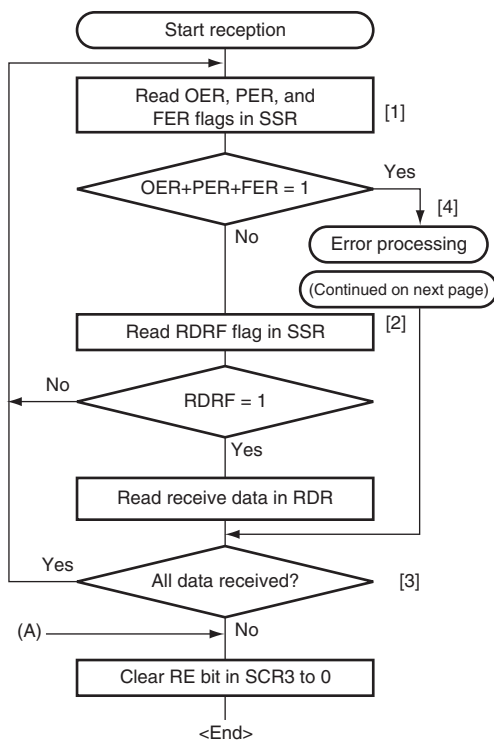 Start reception
Read OER, PER, and
FER flags in SSR
[1]
OER+PER+FER = 1
Yes
[4]
No
Error processing
(Continued on next page)
Read RDRF flag in SSR
[2]
No
RDRF = 1
Yes
Read receive data in RDR
Yes
All data received?
[3]
(A)
No
Clear RE bit in SCR3 to 0
<End>